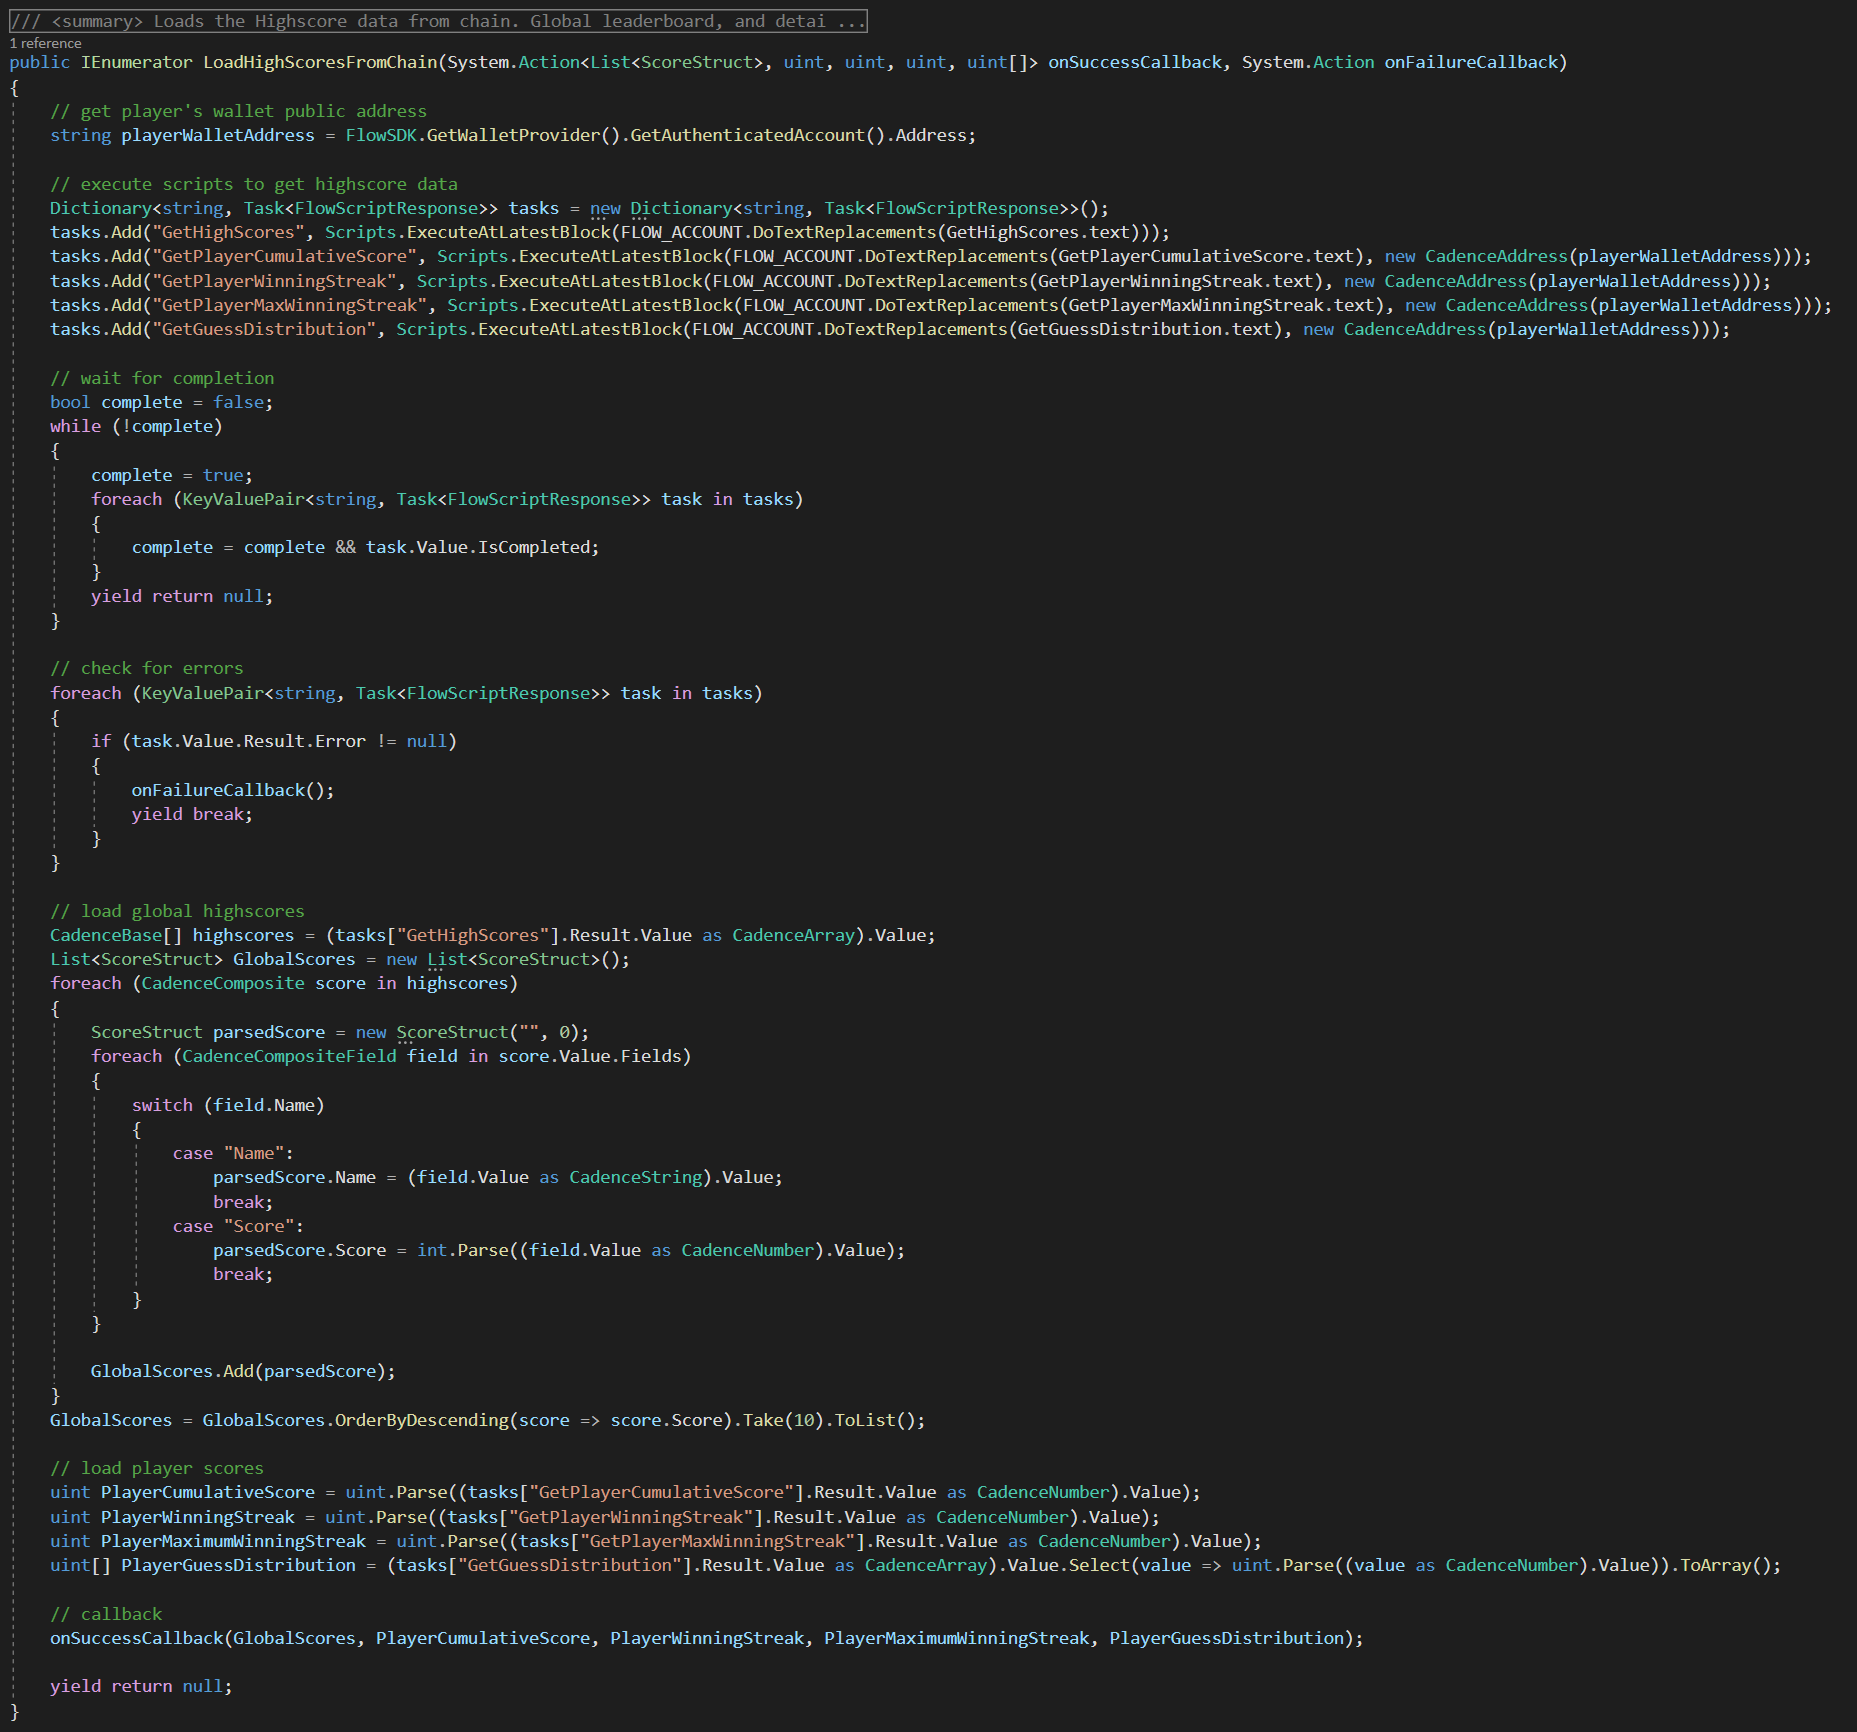 /// <summary> Loads the Highscore data from chain. Global leaderboard, and detai ...
1 reference
public IEnumerator LoadHighScoresFromChain(System.Action<List<ScoreStruct>, uint, uint, uint, uint[]> onSuccessCallback, System.Action onFailureCallback)
{
    // get player's wallet public address
    string playerWalletAddress = FlowSDK.GetWalletProvider().GetAuthenticatedAccount().Address;

    // execute scripts to get highscore data
    Dictionary<string, Task<FlowScriptResponse>> tasks = new Dictionary<string, Task<FlowScriptResponse>>();
    tasks.Add("GetHighScores", Scripts.ExecuteAtLatestBlock(FLOW_ACCOUNT.DoTextReplacements(GetHighScores.text)));
    tasks.Add("GetPlayerCumulativeScore", Scripts.ExecuteAtLatestBlock(FLOW_ACCOUNT.DoTextReplacements(GetPlayerCumulativeScore.text), new CadenceAddress(playerWalletAddress)));
    tasks.Add("GetPlayerWinningStreak", Scripts.ExecuteAtLatestBlock(FLOW_ACCOUNT.DoTextReplacements(GetPlayerWinningStreak.text), new CadenceAddress(playerWalletAddress)));
    tasks.Add("GetPlayerMaxWinningStreak", Scripts.ExecuteAtLatestBlock(FLOW_ACCOUNT.DoTextReplacements(GetPlayerMaxWinningStreak.text), new CadenceAddress(playerWalletAddress)));
    tasks.Add("GetGuessDistribution", Scripts.ExecuteAtLatestBlock(FLOW_ACCOUNT.DoTextReplacements(GetGuessDistribution.text), new CadenceAddress(playerWalletAddress)));

    // wait for completion
    bool complete = false;
    while (!complete)
    {
        complete = true;
        foreach (KeyValuePair<string, Task<FlowScriptResponse>> task in tasks)
        {
            complete = complete && task.Value.IsCompleted;
        }
        yield return null;
    }

    // check for errors
    foreach (KeyValuePair<string, Task<FlowScriptResponse>> task in tasks)
    {
        if (task.Value.Result.Error != null)
        {
            onFailureCallback();
            yield break;
        }
    }

    // load global highscores
    CadenceBase[] highscores = (tasks["GetHighScores"].Result.Value as CadenceArray).Value;
    List<ScoreStruct> GlobalScores = new List<ScoreStruct>();
    foreach (CadenceComposite score in highscores)
    {
        ScoreStruct parsedScore = new ScoreStruct("", 0);
        foreach (CadenceCompositeField field in score.Value.Fields)
        {
            switch (field.Name)
            {
                case "Name":
                    parsedScore.Name = (field.Value as CadenceString).Value;
                    break;
                case "Score":
                    parsedScore.Score = int.Parse((field.Value as CadenceNumber).Value);
                    break;
            }
        }

        GlobalScores.Add(parsedScore);
    }
    GlobalScores = GlobalScores.OrderByDescending(score => score.Score).Take(10).ToList();

    // load player scores
    uint PlayerCumulativeScore = uint.Parse((tasks["GetPlayerCumulativeScore"].Result.Value as CadenceNumber).Value);
    uint PlayerWinningStreak = uint.Parse((tasks["GetPlayerWinningStreak"].Result.Value as CadenceNumber).Value);
    uint PlayerMaximumWinningStreak = uint.Parse((tasks["GetPlayerMaxWinningStreak"].Result.Value as CadenceNumber).Value);
    uint[] PlayerGuessDistribution = (tasks["GetGuessDistribution"].Result.Value as CadenceArray).Value.Select(value => uint.Parse((value as CadenceNumber).Value)).ToArray();

    // callback
    onSuccessCallback(GlobalScores, PlayerCumulativeScore, PlayerWinningStreak, PlayerMaximumWinningStreak, PlayerGuessDistribution);

    yield return null;
}